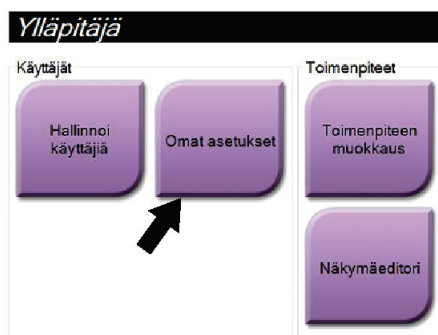 Ylläpitäjä
Käyttäjät
Hallinnoi
käyttäjiä
Omat asetukset
Toimenpiteet
Toimenpiteen
muokkaus
Näkymäeditori